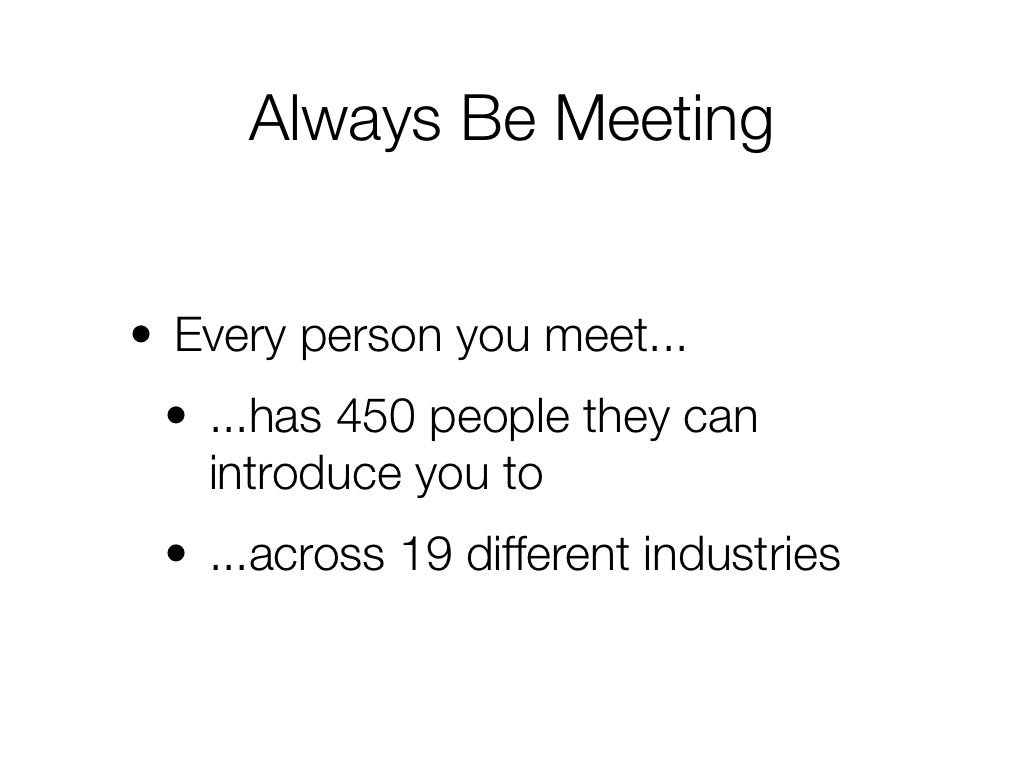 Always Be Meeting
• Every person you meet...
• ...has 450 people they can
introduce you to
• ...across 19 different industries